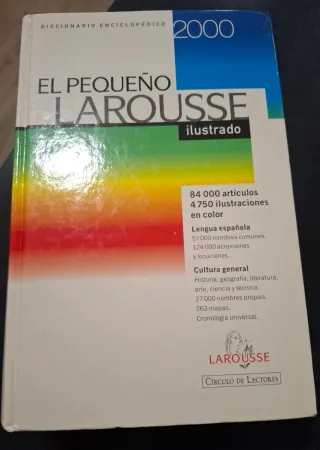 DICCIONARIO ENCICLOPÉDICO
2000
EL PEQUEÑO
LAROUSSE
ilustrado
84 000 artículos
4 750 ilustraciones
en color
Lengua española
57 000 nombres comunes.
124 000 acepciones
y locuciones.
Cultura general
Historia, geografía, literatura,
arte, ciencia y técnica.
27 000 nombres propios.
263 mapas.
Cronología universal.
LAROUSSE
CÍRCULO DE LECTORES